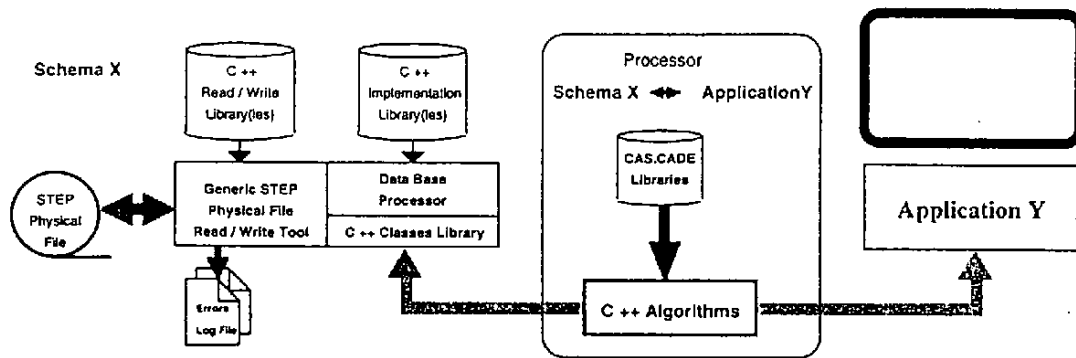 Schema X
C ++
Read / Write
Library(ies)
C ++
Implementation
Library(ies)
Processor
Schema X
ApplicationY
CAS.CADE
Libraries
STEP
Physical
File
Generic STEP
Physical File
Read / Write Tool
Data Base
Processor
C ++ Classes Library
Application Y
C ++ Algorithms
Errors
Log File